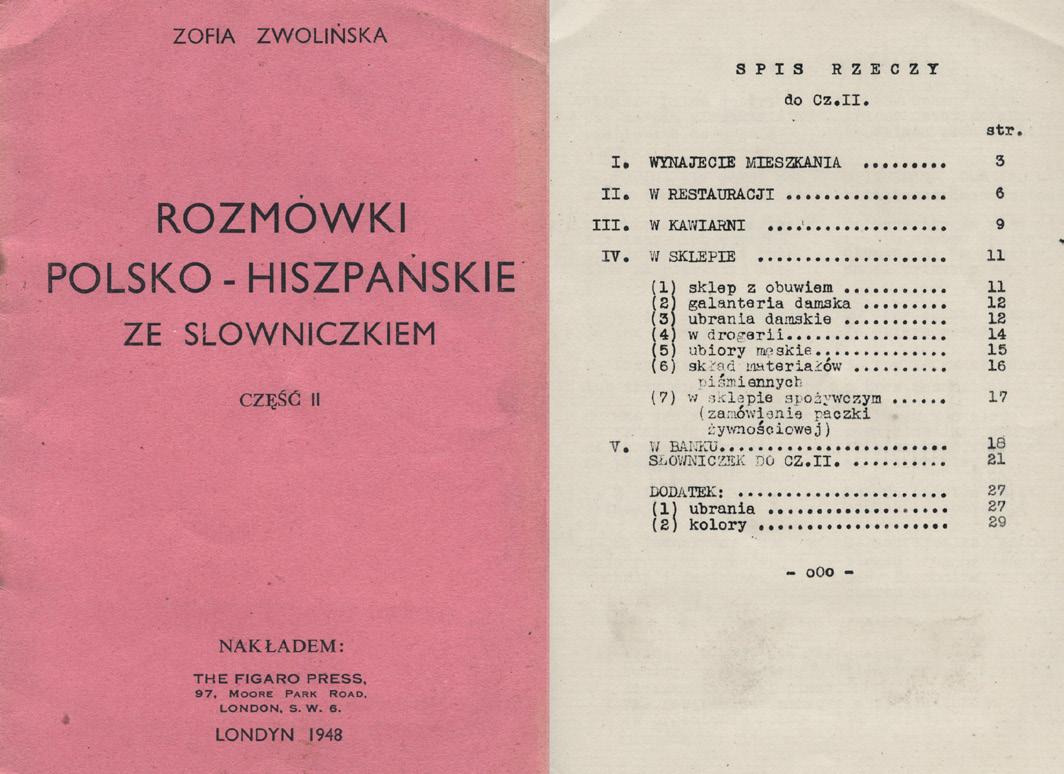 ZOFIA ZWOLIŃSKA
ROZMÓWKI
POLSKO - HISZPAŃSKIE
ZE SLOWNICZKIEM
CZĘŚĆ II
NAKŁADEM:
THE FIGARO PRESS,
97, MOORE PARK ROAD,
LONDON, S. W. 6.
LONDYN 1948
SPIS RZECZY
do Cz.II.
str.
I. WYNAJECIE MIESZKANIA ......... 3
II. W RESTAURACJI ................. 6
III. W KAWIARNI ................... 9
IV. W SKLEPIE .................... 11
(1) sklep z obuwiem ........... 11
(2) galanteria damska ......... 12
(3) ubrania damskie ........... 12
(4) w drogerii................. 14
(5) ubiory męskie.............. 15
(6) skład materiałów .......... 16
piśmiennych
(7) w sklepie spożywczym ...... 17
(zamówienie paczki
żywnościowej)
V. W BANKU........................ 18
SŁOWNICZEK DO CZ.II. .......... 21
DODATEK: ...................... 27
(1) ubrania ................... 27
(2) kolory .................... 29
- oOo -